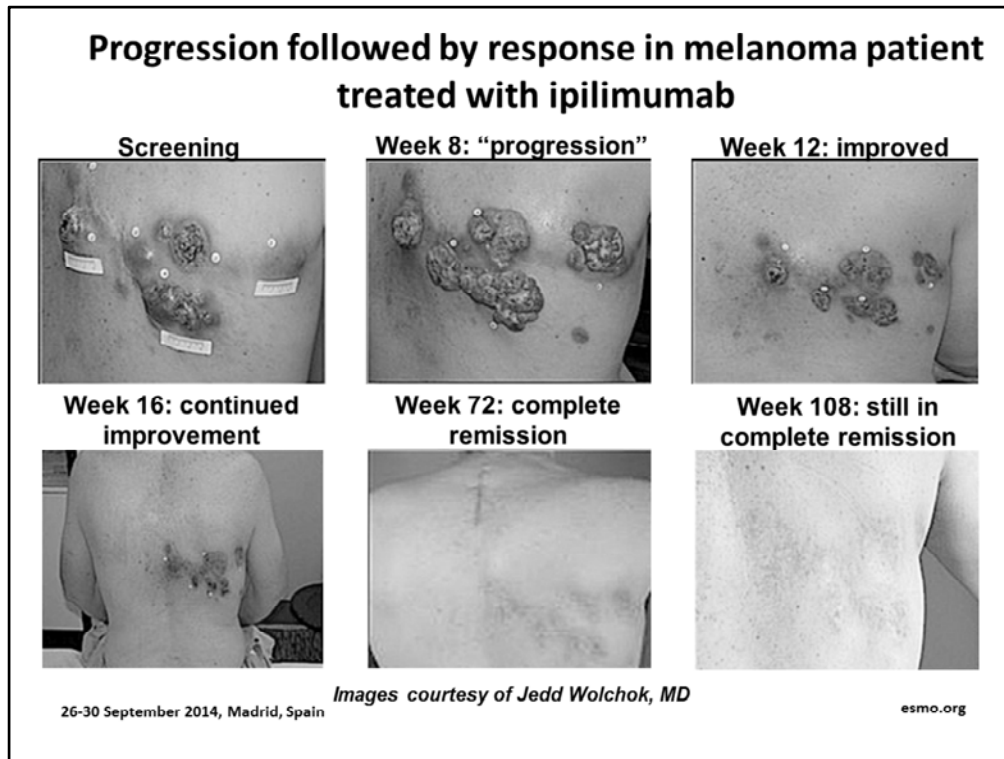 Progression followed by response in melanoma patient
treated with ipilimumab
Screening
Week 8: “progression”
Week 12: improved
Week 16: continued
improvement
Week 72: complete
remission
Week 108: still in
complete remission
Images courtesy of Jedd Wolchok, MD
26-30 September 2014, Madrid, Spain
esmo.org